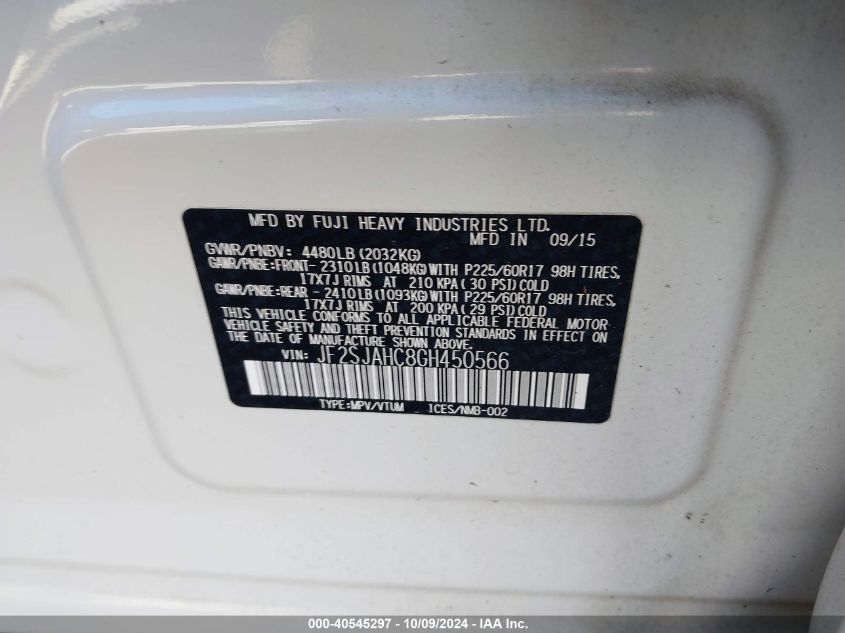 MFD BY FUJI HEAVY INDUSTRIES LTD.
MFD IN 09/15
GVWR/PNBV: 4480LB (2032KG)
GAWR/PNBE:FRONT- 2310LB(1048KG)WITH P225/60R17 98H TIRES,
17X7J RIMS AT 210 KPA( 30 PSI)COLD
GAWR/PNBE:REAR - 2410LB(1093KG)WITH P225/60R17 98H TIRES,
17X7J RIMS AT 200 KPA( 29 PSI)COLD
THIS VEHICLE CONFORMS TO ALL APPLICABLE FEDERAL MOTOR
VEHICLE SAFETY AND THEFT PREVENTION STANDARDS IN EFFECT ON
THE DATE OF MANUFACTURE SHOWN ABOVE.
VIN: JF2SJAHC8GH450566
TYPE:MPV/VTUM ICES/NMB-002
000-40545297 - 10/09/2024 - IAA Inc.